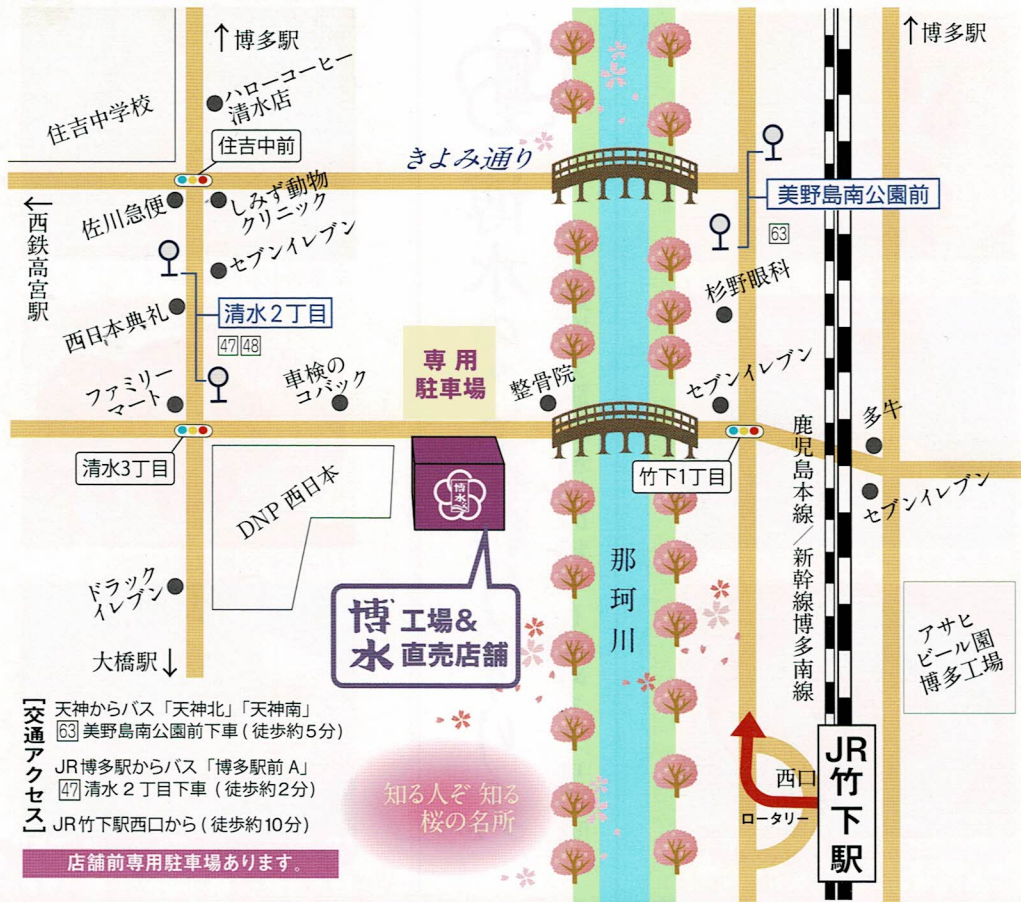 ↑博多駅
ハローコーヒー
清水店
住吉中学校
住吉中前
きよみ通り
↑博多駅
美野島南公園前
63
佐川急便
しみず動物
クリニック
←西鉄高宮駅
セブンイレブン
西日本典礼
清水2丁目
47 48
杉野眼科
ファミリー
マート
車検の
コバック
専用
駐車場
整骨院
セブンイレブン
多牛
清水3丁目
竹下1丁目
セブンイレブン
DNP 西日本
博水
鹿児島本線/新幹線博多南線
那珂川
ドラッグ
イレブン
博水
工場&
直売店舗
アサヒ
ビール園
博多工場
大橋駅↓
【交通アクセス】
天神からバス「天神北」「天神南」
63 美野島南公園前下車(徒歩約5分)
JR博多駅からバス「博多駅前A」
47 清水2丁目下車(徒歩約2分)
JR竹下駅西口から(徒歩約10分)
店舗前専用駐車場あります。
知る人ぞ 知る
桜の名所
西口
ロータリー
JR竹下駅